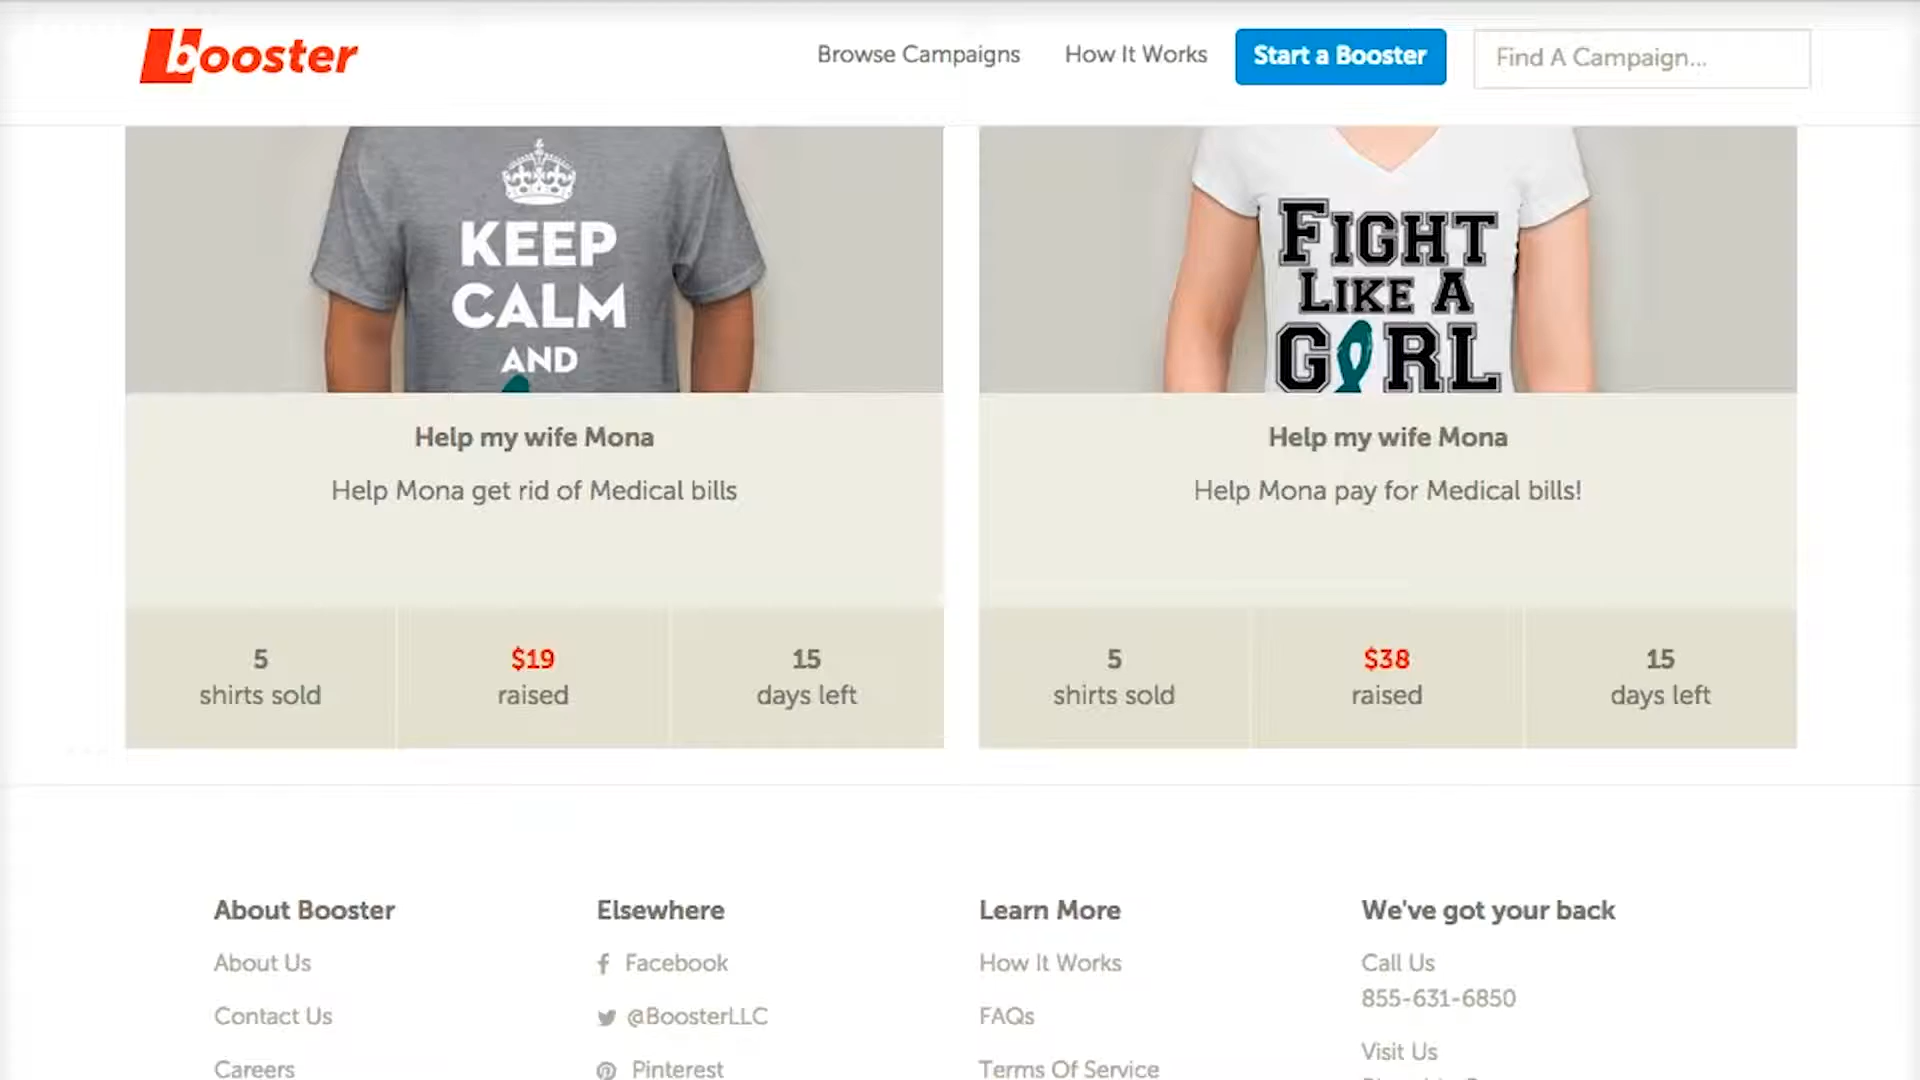 booster
Browse Campaigns
How It Works
Start a Booster
Find A Campaign...
KEEP
CALM
AND
Help my wife Mona
Help Mona get rid of Medical bills
5
shirts sold
$19
raised
15
days left
FIGHT
LIKE A
GIRL
Help my wife Mona
Help Mona pay for Medical bills!
5
shirts sold
$38
raised
15
days left
About Booster
About Us
Contact Us
Careers
Elsewhere
Facebook
@BoosterLLC
Pinterest
Learn More
How It Works
FAQs
Terms Of Service
We've got your back
Call Us
855-631-6850
Visit Us